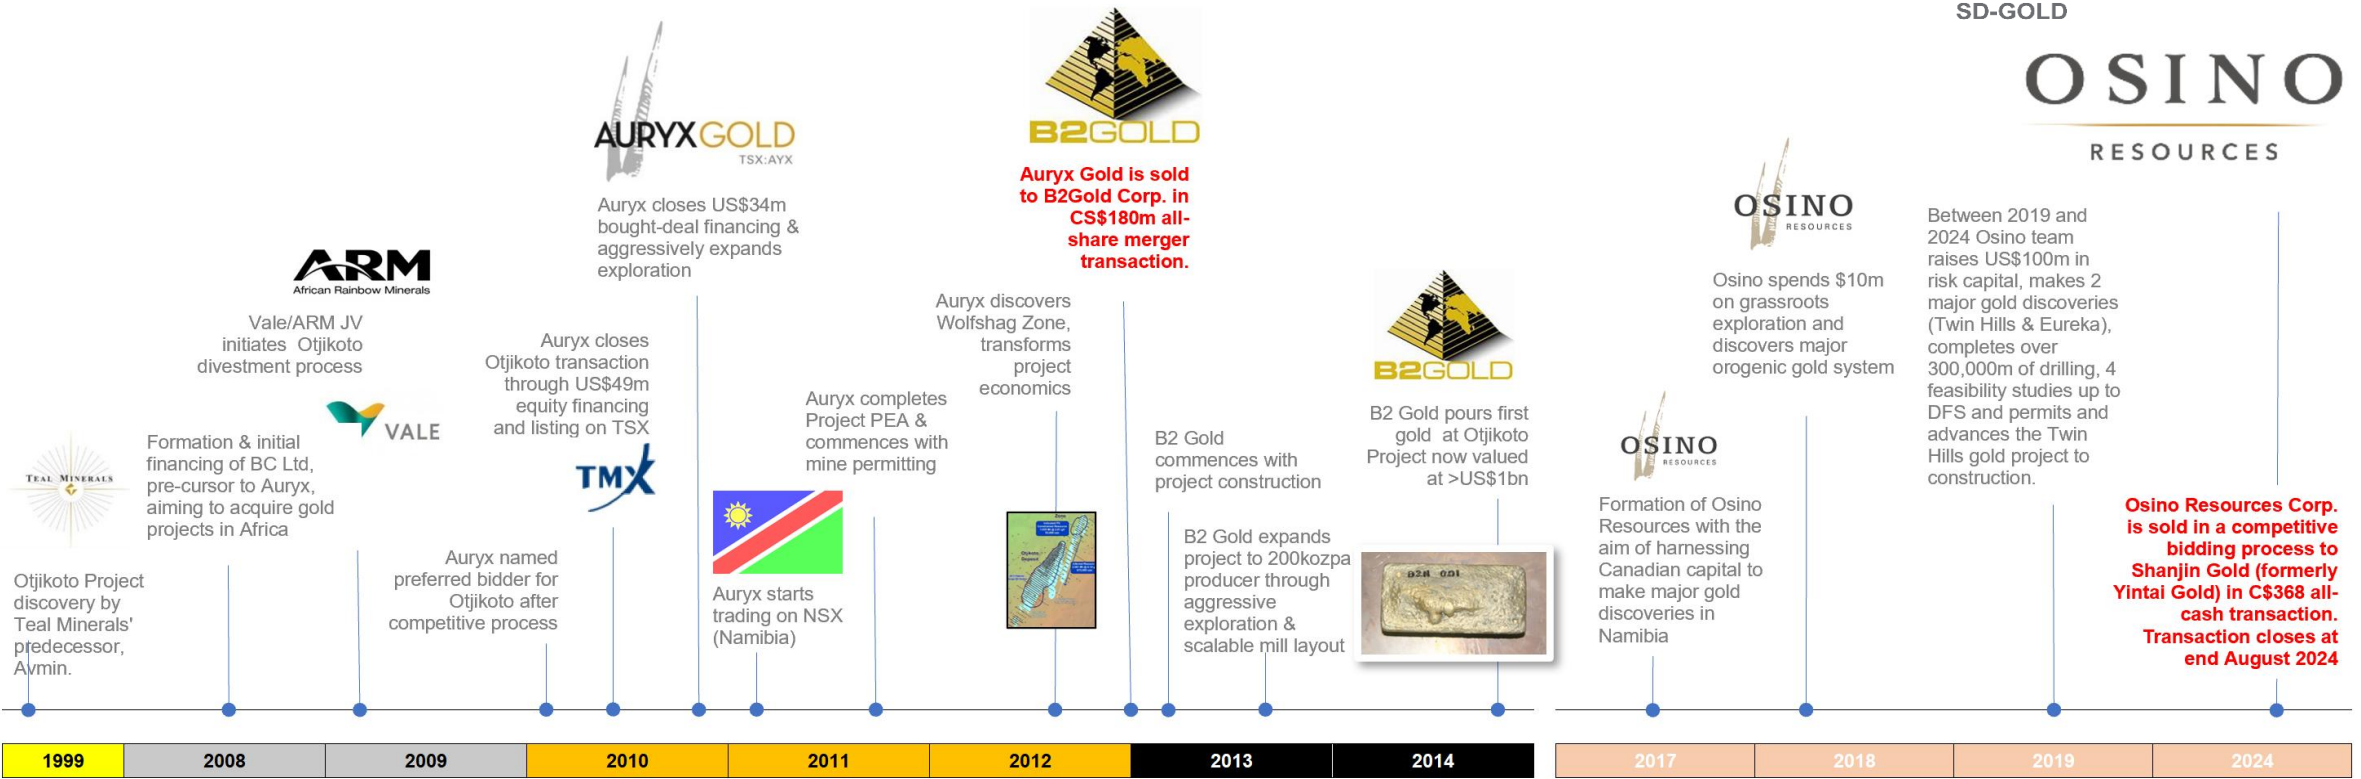 SD-GOLD
OSINO
RESOURCES
TEAL MINERALS
Otjikoto Project
discovery by
Teal Minerals'
predecessor,
Avmin.
Formation & initial
financing of BC Ltd,
pre-cursor to Auryx,
aiming to acquire gold
projects in Africa
ARM
African Rainbow Minerals
Vale/ARM JV
initiates Otjikoto
divestment process
VALE
Auryx named
preferred bidder for
Otjikoto after
competitive process
Auryx closes
Otjikoto transaction
through US$49m
equity financing
and listing on TSX
TMX
AURYXGOLD
TSX:AYX
Auryx closes US$34m
bought-deal financing &
aggressively expands
exploration
Auryx starts
trading on NSX
(Namibia)
Auryx completes
Project PEA &
commences with
mine permitting
Auryx discovers
Wolfshag Zone,
transforms
project
economics
B2GOLD
Auryx Gold is sold
to B2Gold Corp. in
CS$180m all-
share merger
transaction.
B2 Gold
commences with
project construction
B2 Gold expands
project to 200kozpa
producer through
aggressive
exploration &
scalable mill layout
B2GOLD
B2 Gold pours first
gold at Otjikoto
Project now valued
at >US$1bn
OSINO
RESOURCES
Formation of Osino
Resources with the
aim of harnessing
Canadian capital to
make major gold
discoveries in
Namibia
OSINO
RESOURCES
Osino spends $10m
on grassroots
exploration and
discovers major
orogenic gold system
Between 2019 and
2024 Osino team
raises US$100m in
risk capital, makes 2
major gold discoveries
(Twin Hills & Eureka),
completes over
300,000m of drilling, 4
feasibility studies up to
DFS and permits and
advances the Twin
Hills gold project to
construction.
Osino Resources Corp.
is sold in a competitive
bidding process to
Shanjin Gold (formerly
Yintai Gold) in C$368 all-
cash transaction.
Transaction closes at
end August 2024
1999
2008
2009
2010
2011
2012
2013
2014
2017
2018
2019
2024